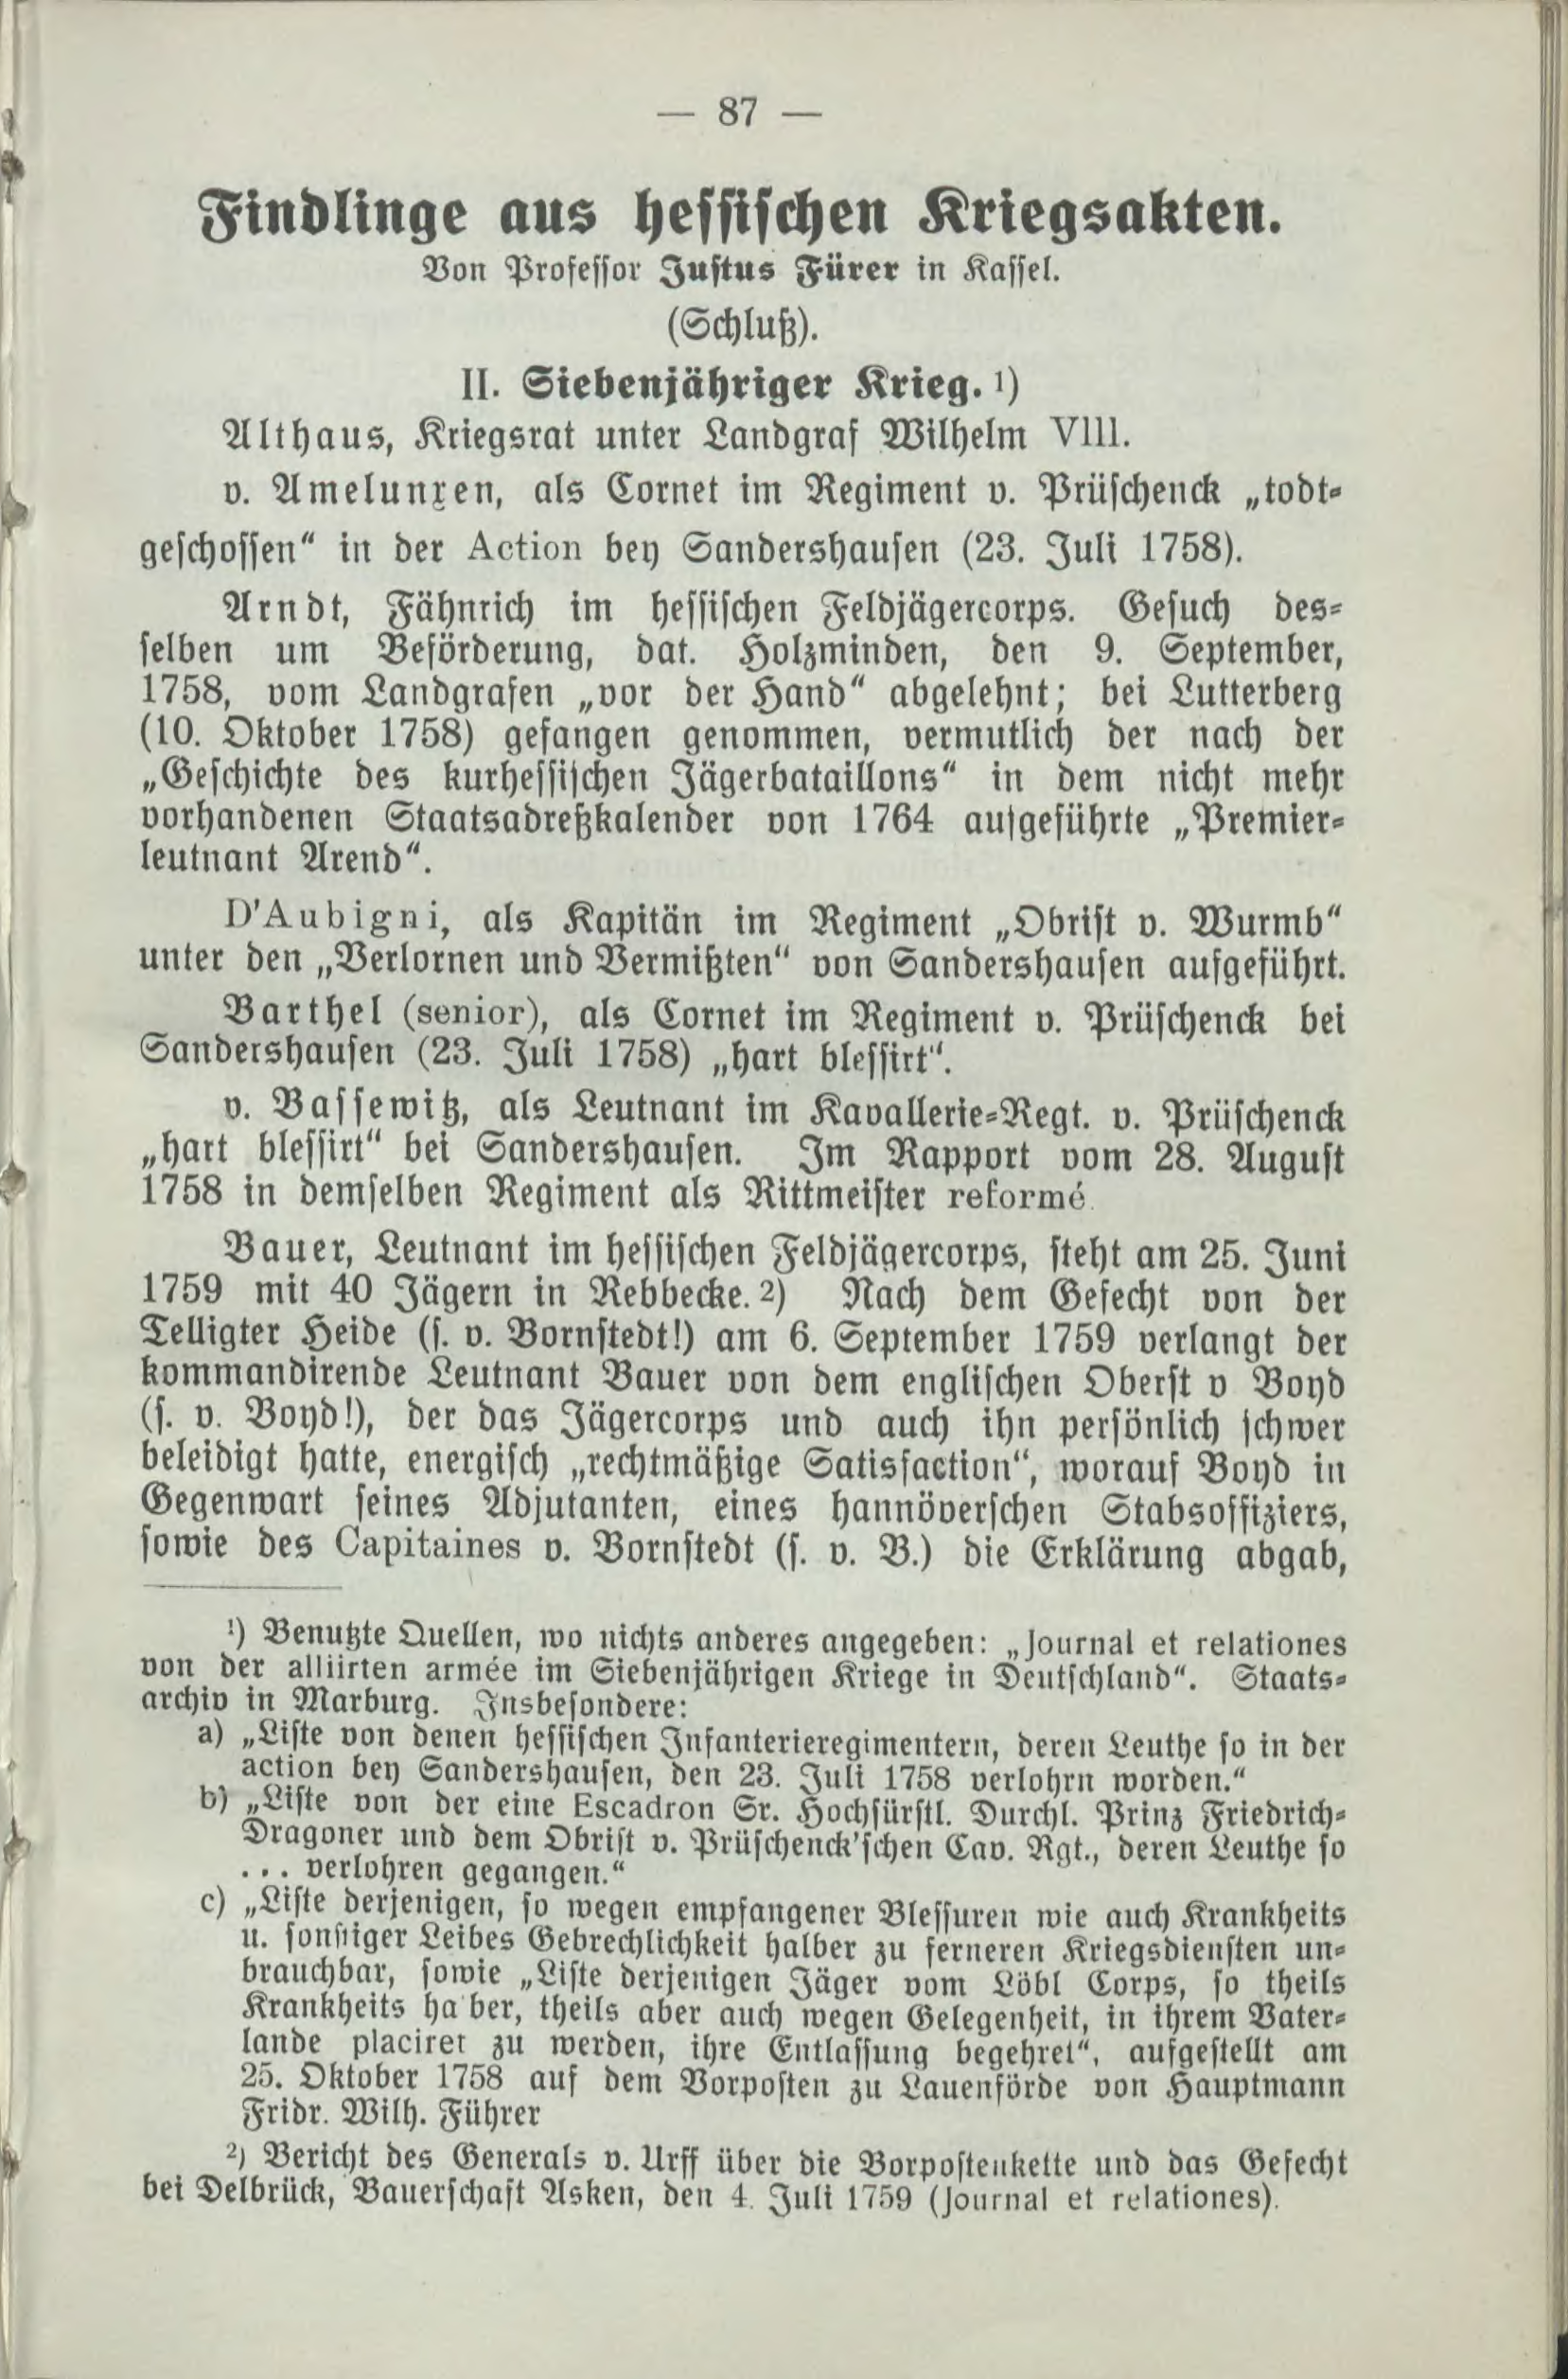 — 87 —
Findlinge aus hessischen Kriegsakten.
Von Professor Justus Fürer in Kassel.
(Schluß).
II. Siebenjähriger Krieg. 1)
Althaus, Kriegsrat unter Landgraf Wilhelm VIII.
v. Amelunxen, als Cornet im Regiment v. Prüschenck „todt-
geschossen“ in der Action bey Sandershausen (23. Juli 1758).
Arndt, Fähnrich im hessischen Feldjägercorps. Gesuch des-
selben um Beförderung, dat. Holzminden, den 9. September,
1758, vom Landgrafen „vor der Hand“ abgelehnt; bei Lutterberg
(10. Oktober 1758) gefangen genommen, vermutlich der nach der
„Geschichte des kurhessischen Jägerbataillons“ in dem nicht mehr
vorhandenen Staatsadreßkalender von 1764 aufgeführte „Premier-
leutnant Arend“.
D'Aubigni, als Kapitän im Regiment „Obrist v. Wurmb“
unter den „Verlornen und Vermißten“ von Sandershausen aufgeführt.
Barthel (senior), als Cornet im Regiment v. Prüschenck bei
Sandershausen (23. Juli 1758) „hart blessirt“.
v. Bassewitz, als Leutnant im Kavallerie-Regt. v. Prüschenck
„hart blessirt“ bei Sandershausen. Im Rapport vom 28. August
1758 in demselben Regiment als Rittmeister reformé.
Bauer, Leutnant im hessischen Feldjägercorps, steht am 25. Juni
1759 mit 40 Jägern in Rebbecke. 2) Nach dem Gefecht von der
Telligter Heide (s. v. Bornstedt!) am 6. September 1759 verlangt der
kommandirende Leutnant Bauer von dem englischen Oberst v Boyd
(s. v. Boyd!), der das Jägercorps und auch ihn persönlich schwer
beleidigt hatte, energisch „rechtmäßige Satisfaction“, worauf Boyd in
Gegenwart seines Adjutanten, eines hannöverschen Stabsoffiziers,
sowie des Capitaines v. Bornstedt (s. v. B.) die Erklärung abgab,
1) Benutzte Quellen, wo nichts anderes angegeben: „Journal et relationes
von der alliirten armée im Siebenjährigen Kriege in Deutschland“. Staats-
archiv in Marburg. Insbesondere:
a) „Liste von denen hessischen Infanterieregimentern, deren Leuthe so in der
action bey Sandershausen, den 23. Juli 1758 verlohrn worden.“
b) „Liste von der eine Escadron Sr. Hochfürstl. Durchl. Prinz Friedrich-
Dragoner und dem Obrist v. Prüschenck'schen Cav. Rgt., deren Leuthe so
. . . verlohren gegangen.“
c) „Liste derjenigen, so wegen empfangener Blessuren wie auch Krankheits
u. sonstiger Leibes Gebrechlichkeit halber zu ferneren Kriegsdiensten un-
brauchbar, sowie „Liste derjenigen Jäger vom Löbl Corps, so theils
Krankheits ha ber, theils aber auch wegen Gelegenheit, in ihrem Vater-
lande placiret zu werden, ihre Entlassung begehret“, aufgestellt am
25. Oktober 1758 auf dem Vorposten zu Lauenförde von Hauptmann
Fridr. Wilh. Führer
2) Bericht des Generals v. Urff über die Vorpostenkette und das Gefecht
bei Delbrück, Bauerschaft Asken, den 4. Juli 1759 (Journal et relationes).